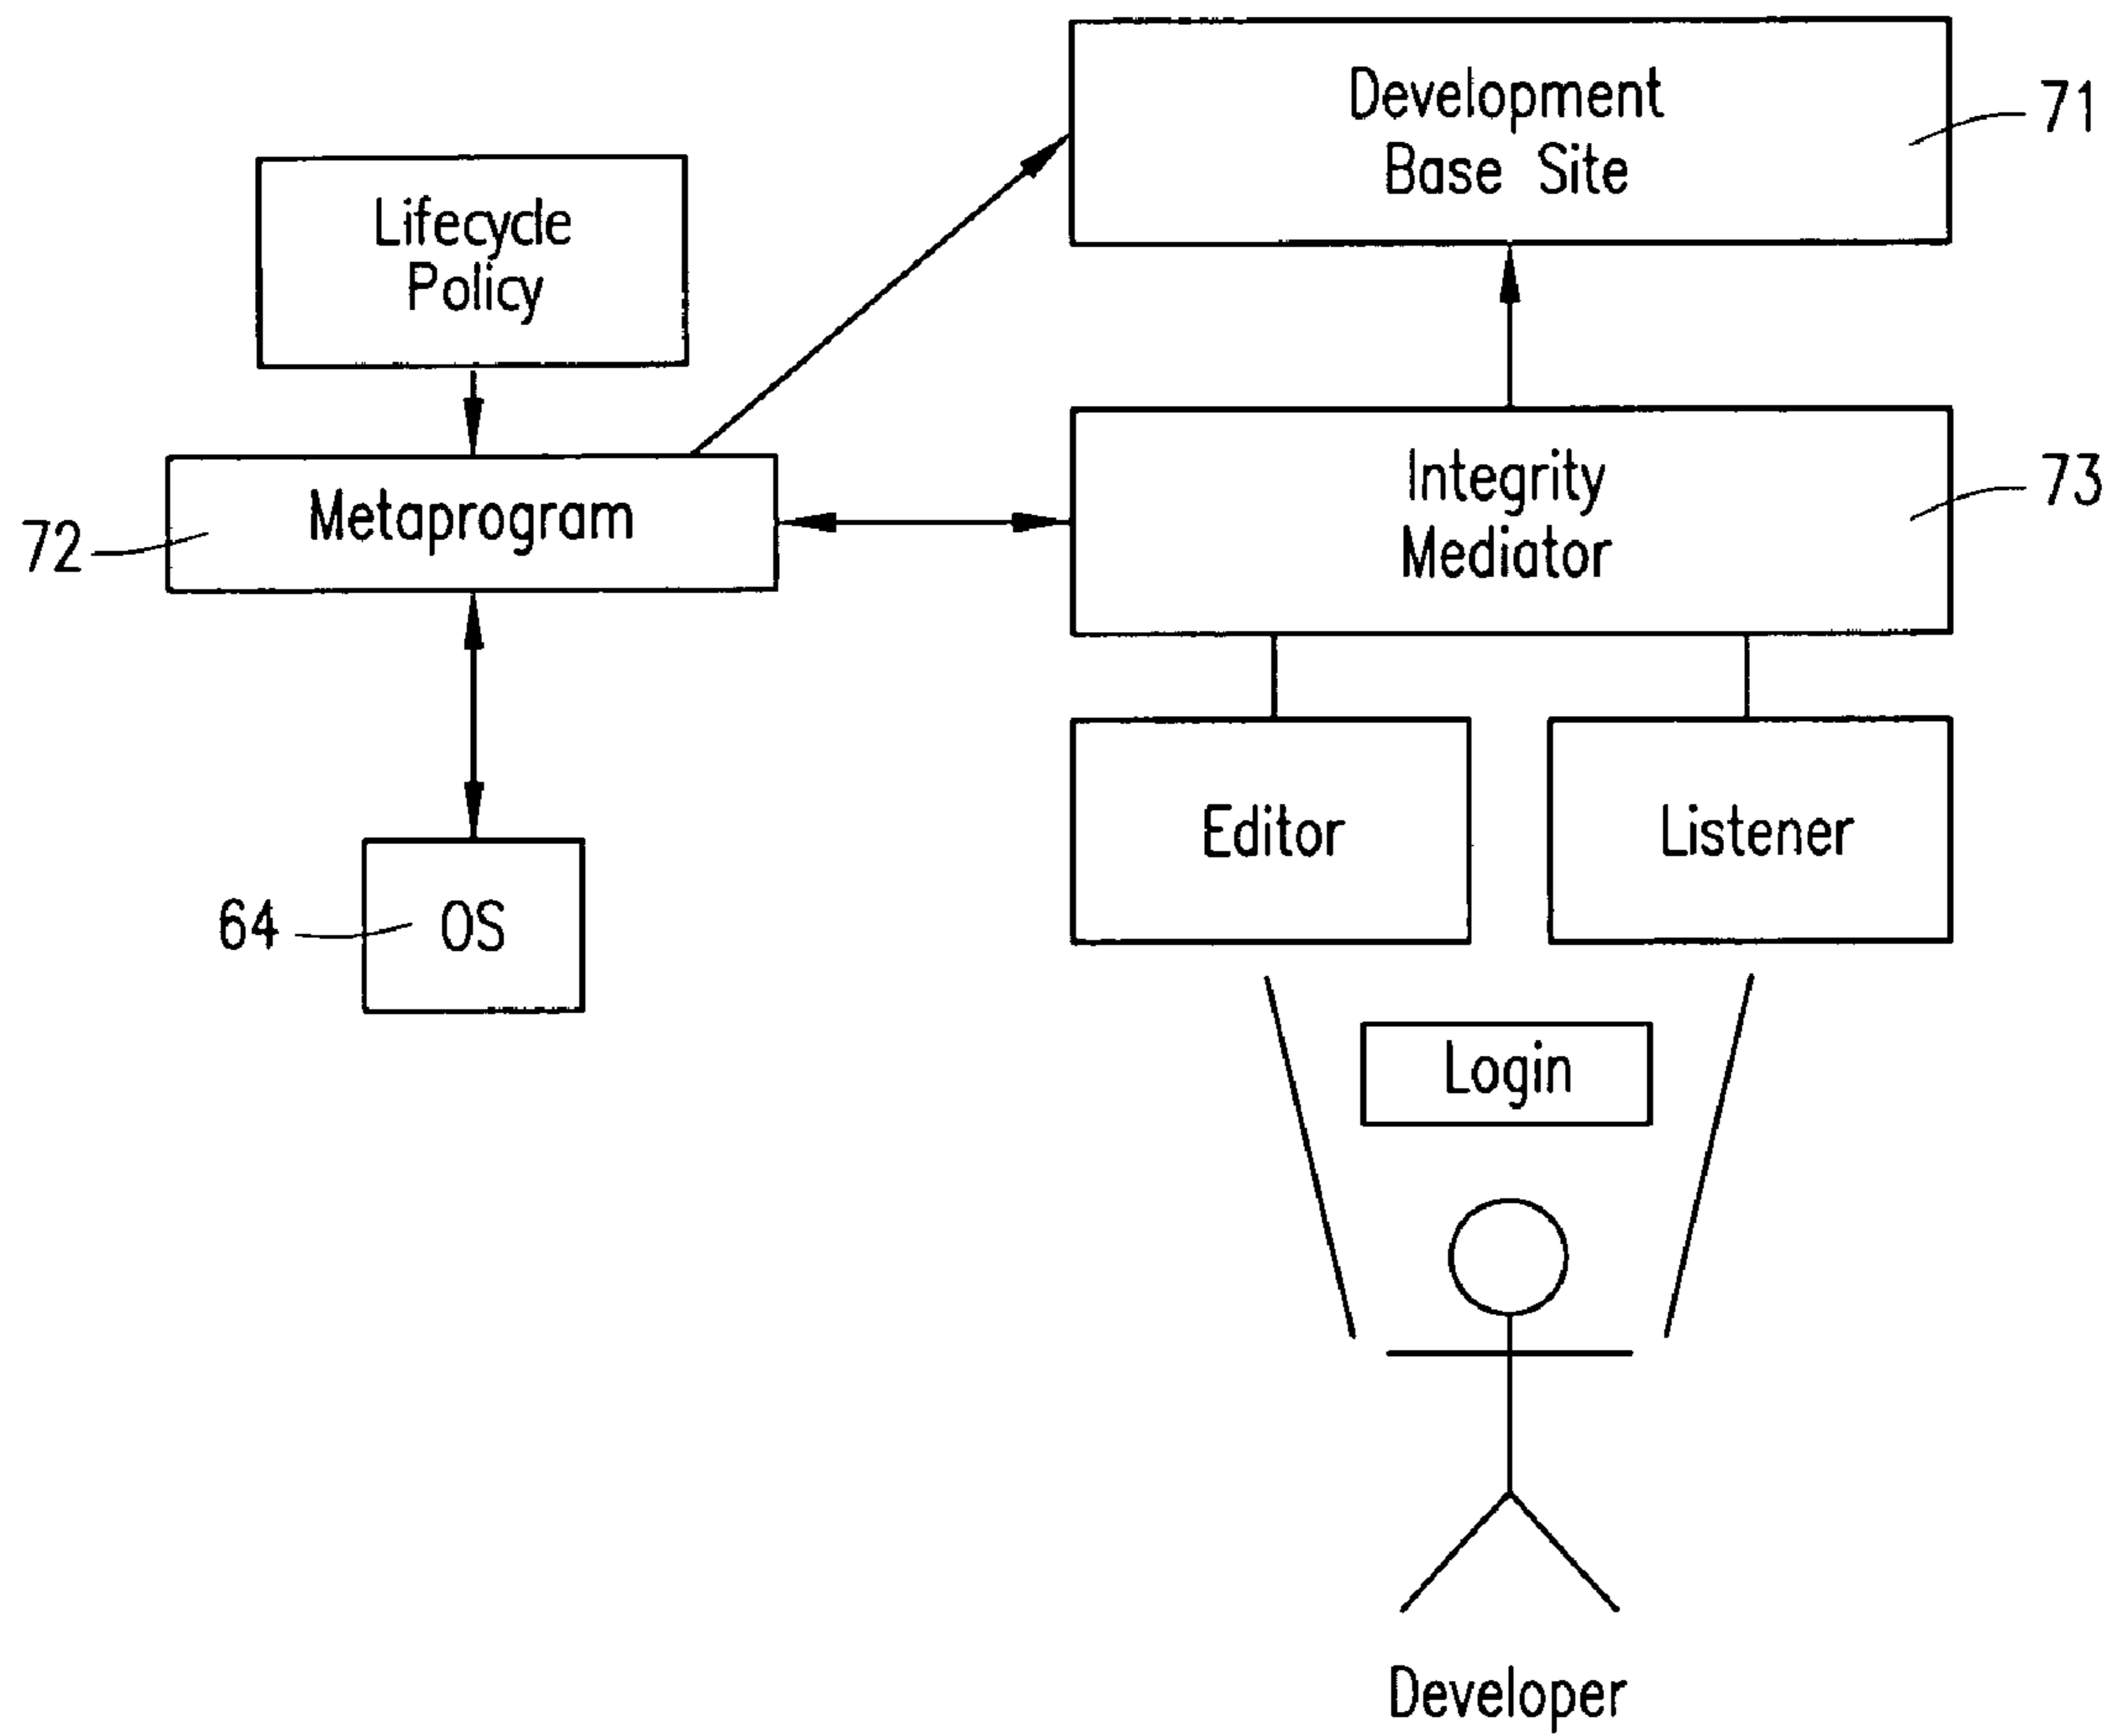 Development
Base Site
71
Lifecycle
Policy
Metaprogram
72
Integrity
Mediator
73
Editor
Listener
64
OS
Login
Developer